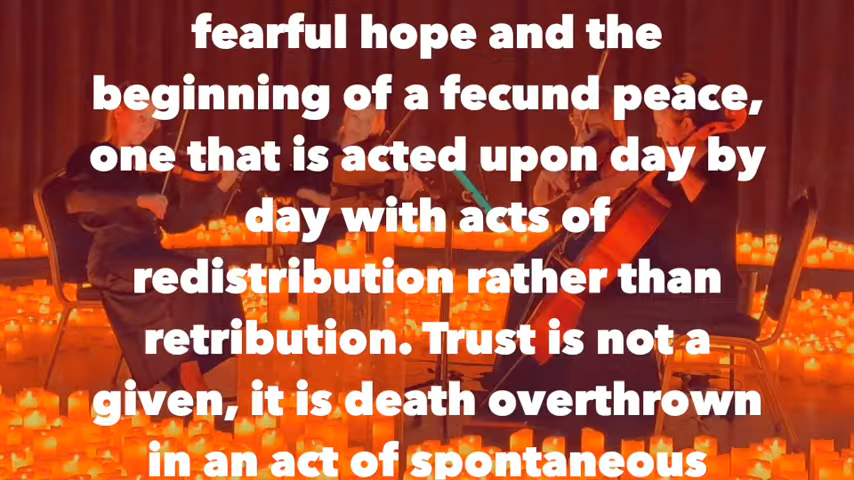 fearful hope and the
beginning of a fecund peace,
one that is acted upon day by
day with acts of
redistribution rather than
retribution. Trust is not a
given, it is death overthrown
in an act of spontaneous